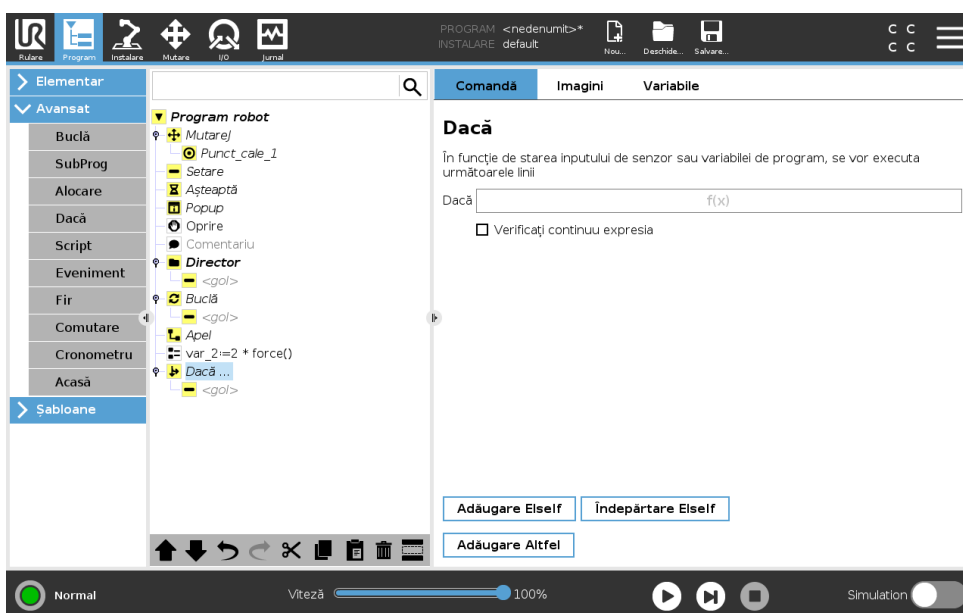 Rulare
Program
Instalare
Mutare
I/O
Jurnal
PROGRAM <nedenumit>*
INSTALARE default
Nou...
Deschide...
Salvare...
C C
C C
Elementar
Avansat
Buclă
SubProg
Alocare
Dacă
Script
Eveniment
Fir
Comutare
Cronometru
Acasă
Șabloane
Program robot
MutareJ
Punct_cale_1
Setare
Așteaptă
Popup
Oprire
Comentariu
Director
<gol>
Buclă
<gol>
Apel
var_2≔2 * force()
Dacă ...
<gol>
Comandă
Imagini
Variabile
Dacă
În funcție de starea inputului de senzor sau variabilei de program, se vor executa
următoarele linii
Dacă f(x)
Verificați continuu expresia
Adăugare ElseIf
Îndepărtare ElseIf
Adăugare Altfel
Normal
Viteză 100%
Simulation